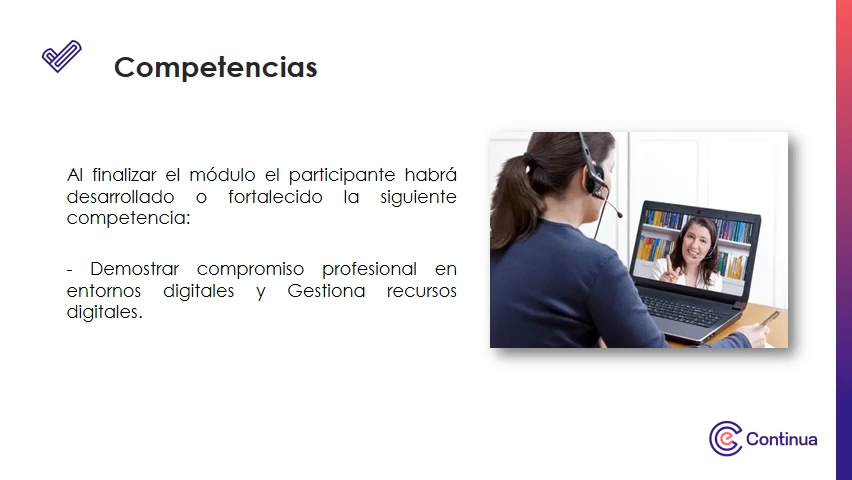 Competencias
Al finalizar el módulo el participante habrá
desarrollado o fortalecido la siguiente
competencia:
- Demostrar compromiso profesional en
entornos digitales y Gestiona recursos
digitales.
Continua